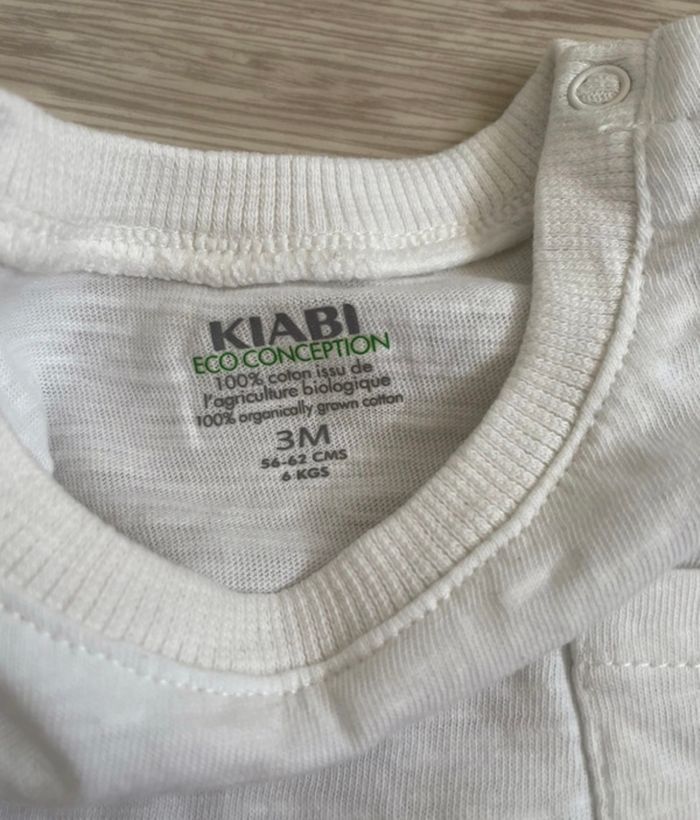 KIABI
ECO CONCEPTION
100% coton issu de
l'agriculture biologique
100% organically grown cotton
3M
56-62 CMS
6 KGS